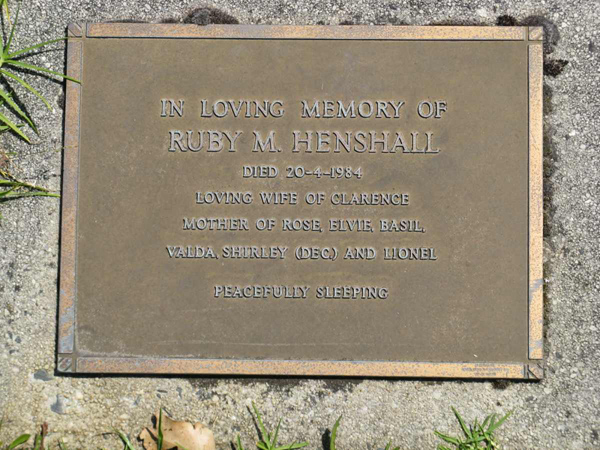 IN LOVING MEMORY OF
RUBY M. HENSHALL
DIED 20-4-1984
LOVING WIFE OF CLARENCE
MOTHER OF ROSE, ELVIE, BASIL,
VALDA, SHIRLEY (DEC.) AND LIONEL
PEACEFULLY SLEEPING